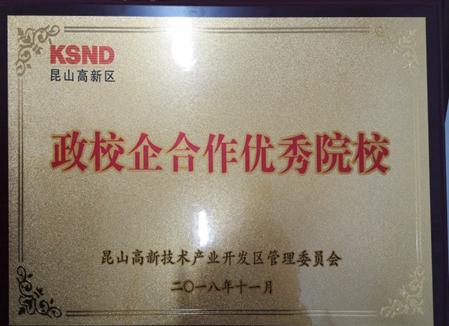 KSND
昆山高新区
政校企合作优秀院校
昆山高新技术产业开发区管理委员会
二〇一八年十一月